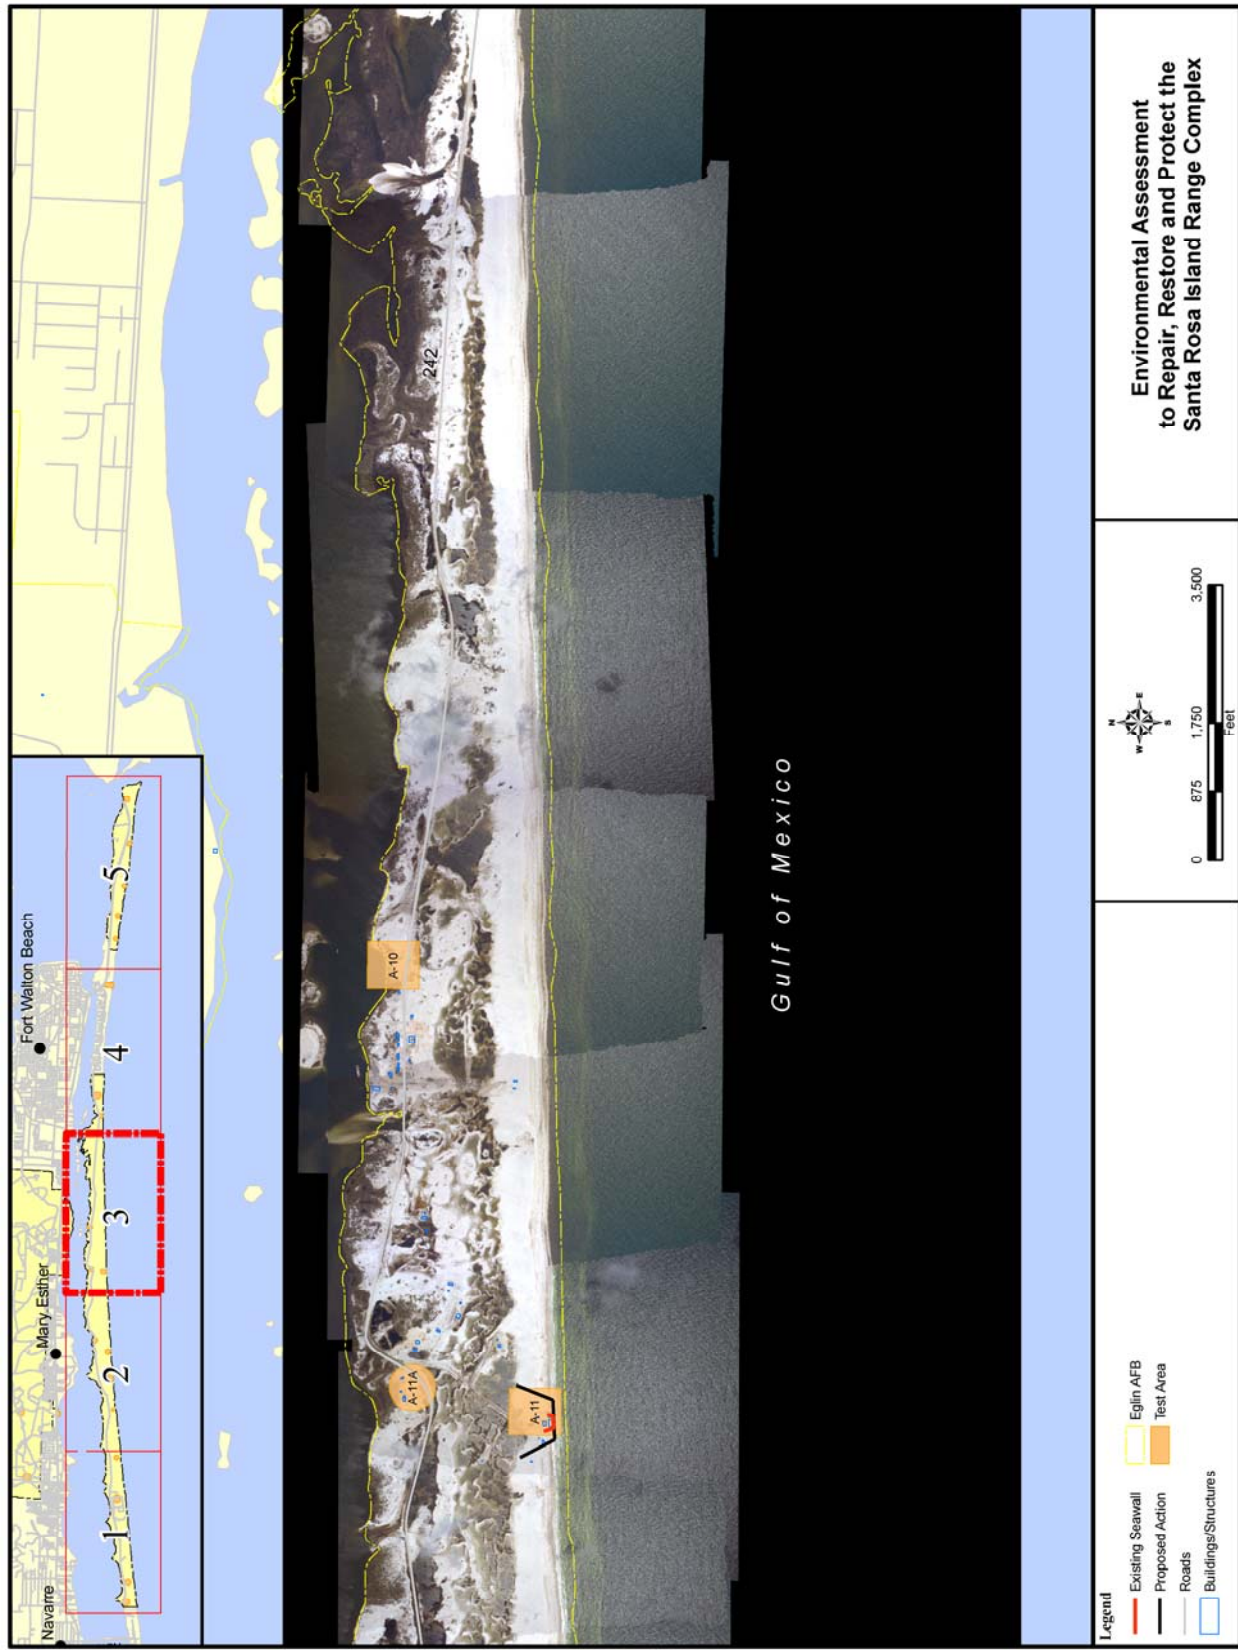 Navarre
Mary Esther
Fort Walton Beach
1
2
3
4
5
A-11A
A-11
A-10
242
Gulf of Mexico
Legend
Existing Seawall
Proposed Action
Roads
Buildings/Structures
Eglin AFB
Test Area
N
W
E
S
0 875 1,750 3,500
Feet
Environmental Assessment
to Repair, Restore and Protect the
Santa Rosa Island Range Complex